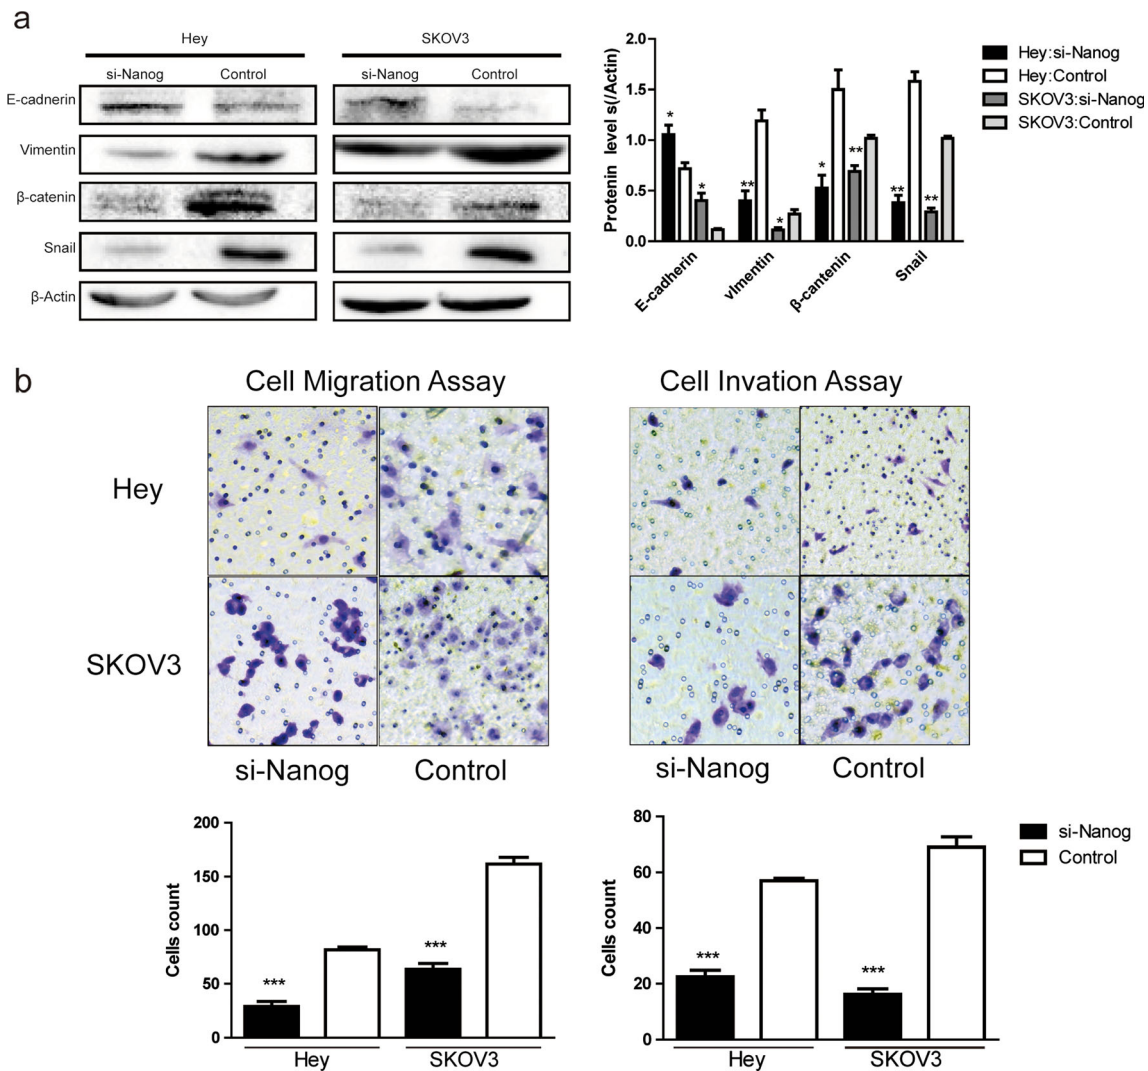 a
Hey
SKOV3
si-Nanog
Control
si-Nanog
Control
E-cadnerin
Vimentin
β-catenin
Snail
β-Actin
Protenin level s(/Actin)
2.0
1.5
1.0
0.5
0.0
*
*
**
*
*
**
**
**
E-cadherin
vImentin
β-cantenin
Snail
Hey:si-Nanog
Hey:Control
SKOV3:si-Nanog
SKOV3:Control
b
Cell Migration Assay
Cell Invation Assay
Hey
SKOV3
si-Nanog
Control
si-Nanog
Control
Cells count
200
150
100
50
0
***
***
Hey
SKOV3
Cells count
80
60
40
20
0
***
***
Hey
SKOV3
si-Nanog
Control